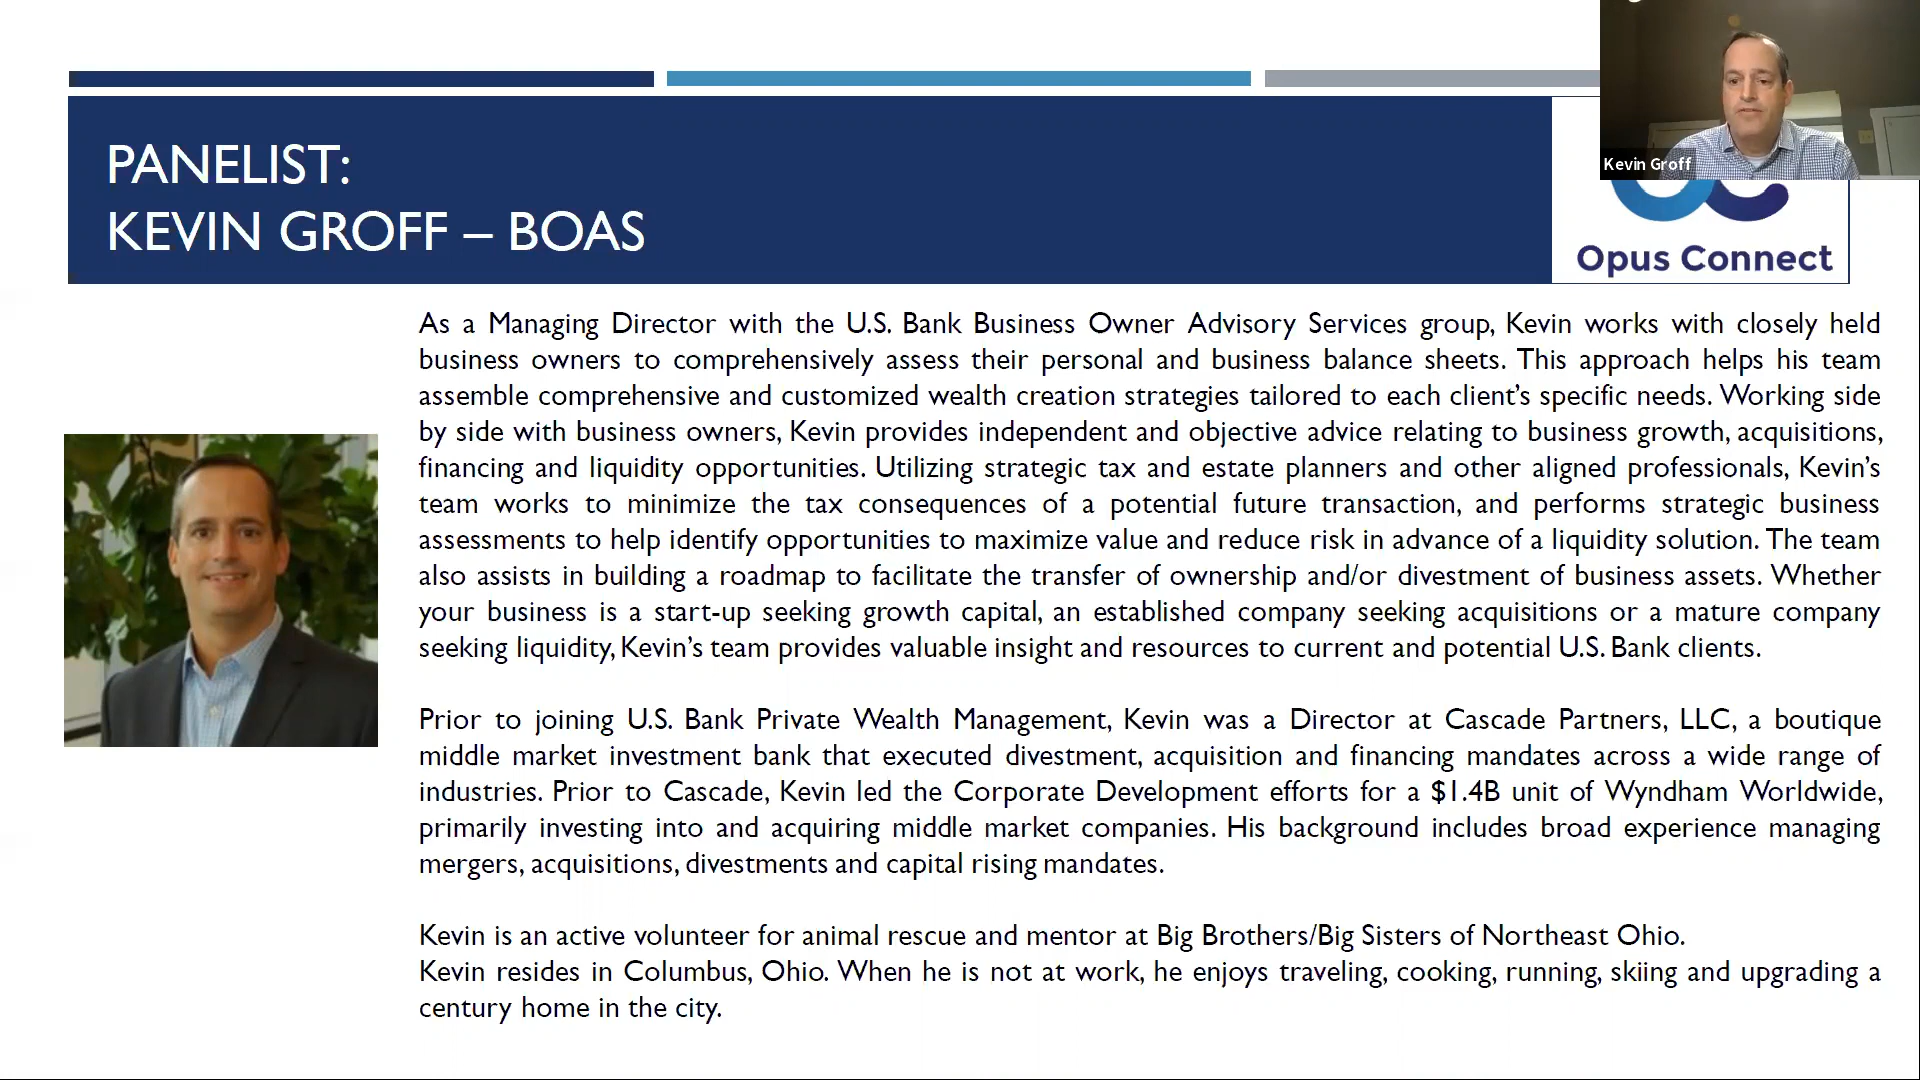 PANELIST:
KEVIN GROFF – BOAS
Kevin Groff
Opus Connect
As a Managing Director with the U.S. Bank Business Owner Advisory Services group, Kevin works with closely held
business owners to comprehensively assess their personal and business balance sheets. This approach helps his team
assemble comprehensive and customized wealth creation strategies tailored to each client’s specific needs. Working side
by side with business owners, Kevin provides independent and objective advice relating to business growth, acquisitions,
financing and liquidity opportunities. Utilizing strategic tax and estate planners and other aligned professionals, Kevin’s
team works to minimize the tax consequences of a potential future transaction, and performs strategic business
assessments to help identify opportunities to maximize value and reduce risk in advance of a liquidity solution. The team
also assists in building a roadmap to facilitate the transfer of ownership and/or divestment of business assets. Whether
your business is a start-up seeking growth capital, an established company seeking acquisitions or a mature company
seeking liquidity, Kevin’s team provides valuable insight and resources to current and potential U.S. Bank clients.
Prior to joining U.S. Bank Private Wealth Management, Kevin was a Director at Cascade Partners, LLC, a boutique
middle market investment bank that executed divestment, acquisition and financing mandates across a wide range of
industries. Prior to Cascade, Kevin led the Corporate Development efforts for a $1.4B unit of Wyndham Worldwide,
primarily investing into and acquiring middle market companies. His background includes broad experience managing
mergers, acquisitions, divestments and capital rising mandates.
Kevin is an active volunteer for animal rescue and mentor at Big Brothers/Big Sisters of Northeast Ohio.
Kevin resides in Columbus, Ohio. When he is not at work, he enjoys traveling, cooking, running, skiing and upgrading a
century home in the city.